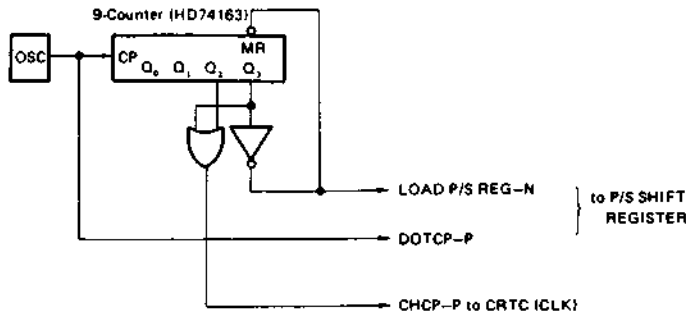 9-Counter (HD74163)
OSC
CP
MR
Q₀ Q₁ Q₂ Q₃
LOAD P/S REG-N
to P/S SHIFT
REGISTER
DOTCP-P
CHCP-P to CRTC (CLK)